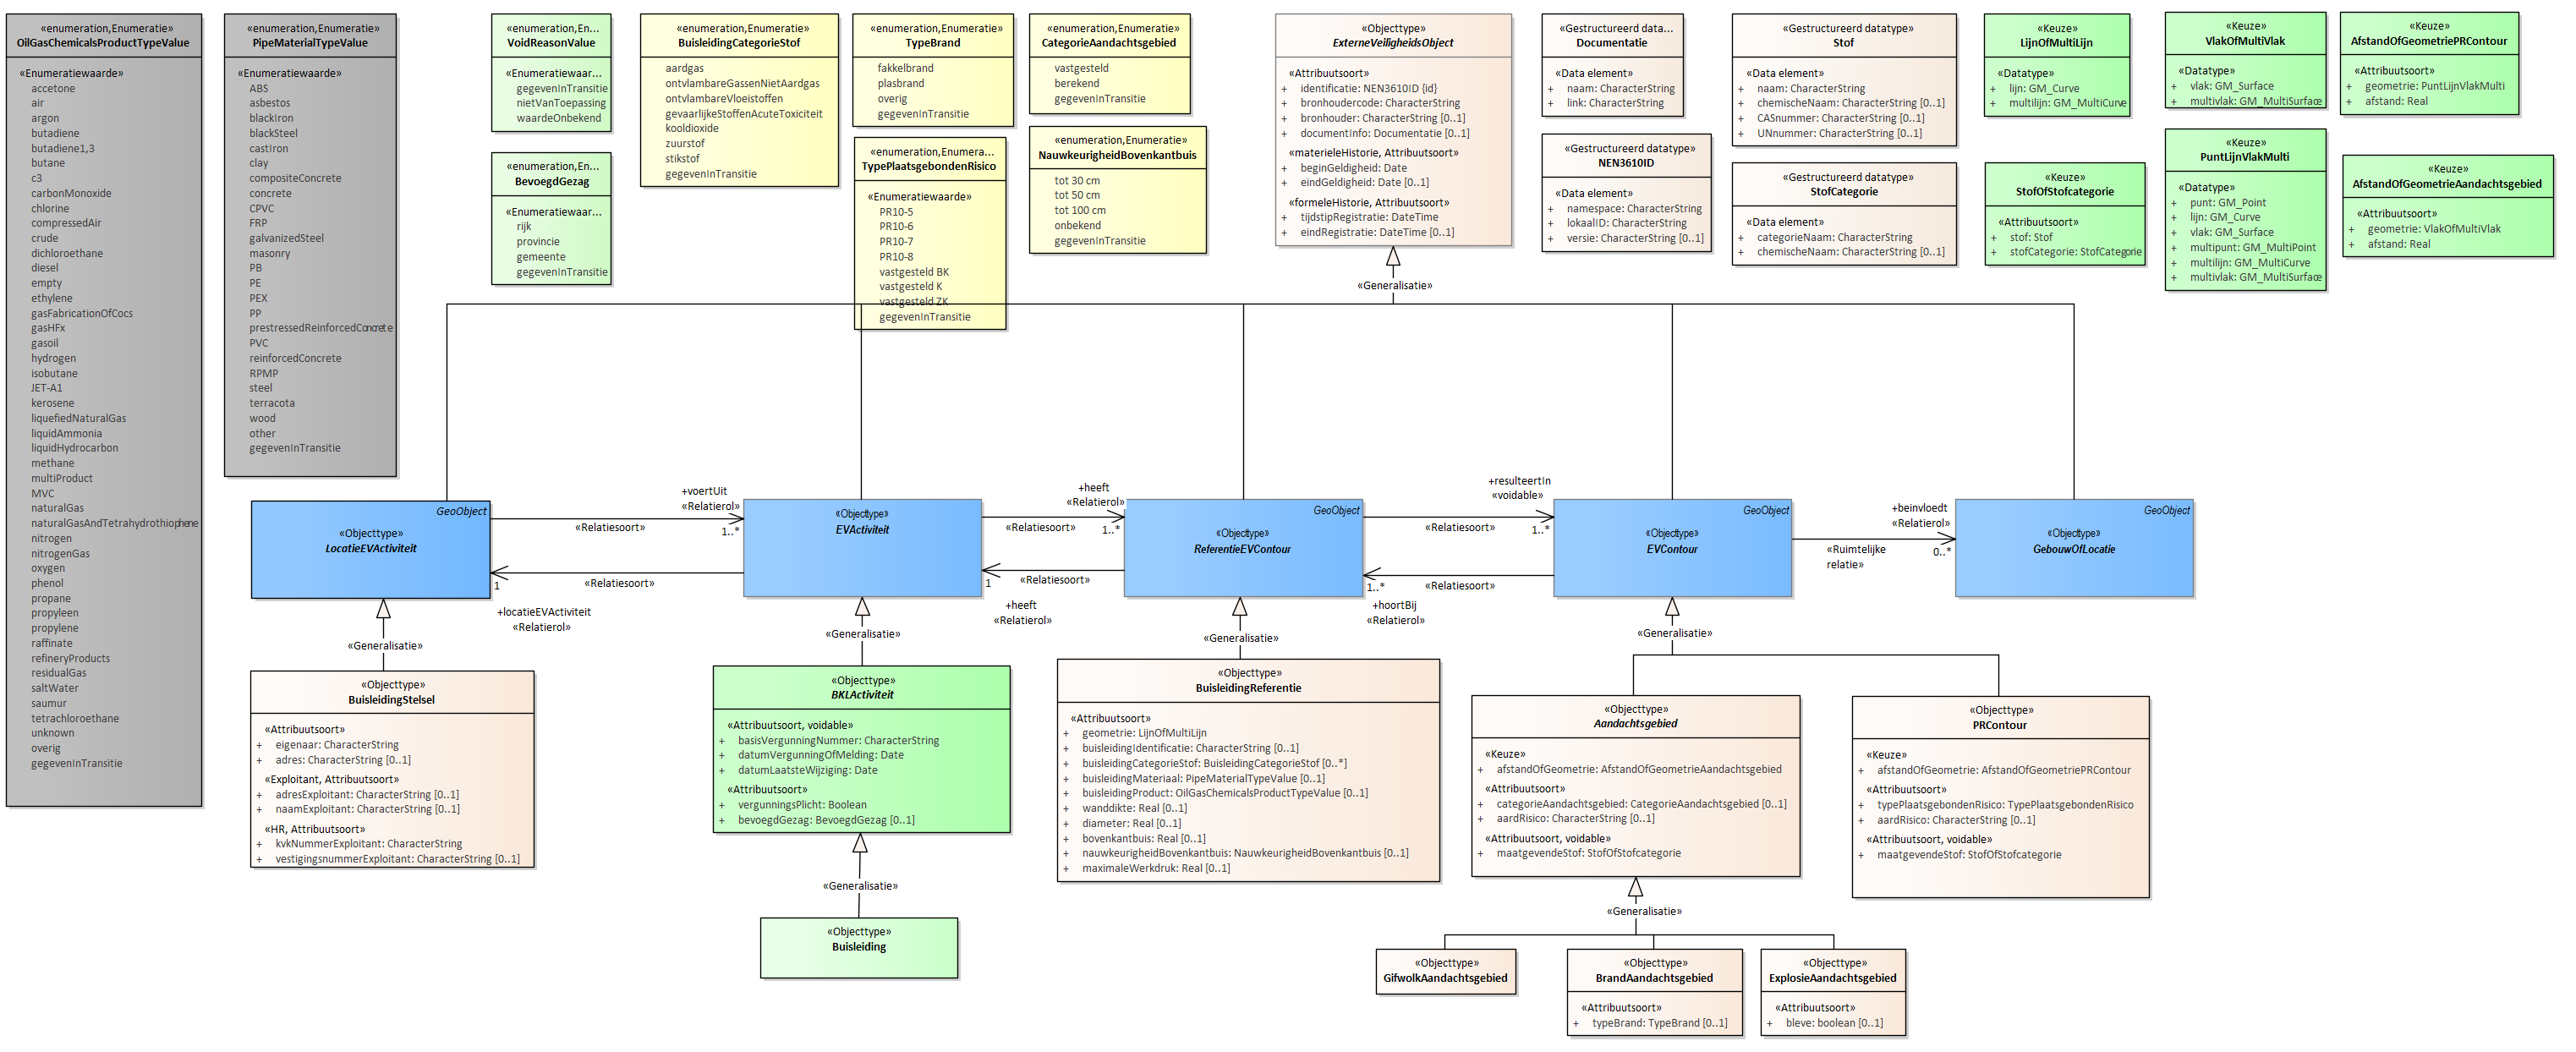 «enumeration,Enumeratie»
OilGasChemicalsProductTypeValue
«Enumeratiewaarde»
accetone
air
argon
butadiene
butadiene1,3
butane
c3
carbonMonoxide
chlorine
compressedAir
crude
dichloroethane
diesel
empty
ethylene
gasFabricationOfCocs
gasHFx
gasoil
hydrogen
isobutane
JET-A1
kerosene
liquefiedNaturalGas
liquidAmmonia
liquidHydrocarbon
methane
multiProduct
MVC
naturalGas
naturalGasAndTetrahydrothiophene
nitrogen
nitrogenGas
oxygen
phenol
propane
propyleen
propylene
raffinate
refineryProducts
residualGas
saltWater
saumur
tetrachloroethane
unknown
overig
gegevenInTransitie
«enumeration,Enumeratie»
PipeMaterialTypeValue
«Enumeratiewaarde»
ABS
asbestos
blackIron
blackSteel
castIron
clay
compositeConcrete
concrete
CPVC
FRP
galvanizedSteel
masonry
PB
PE
PEX
PP
prestressedReinforcedConcrete
PVC
reinforcedConcrete
RPMP
steel
terracota
wood
other
gegevenInTransitie
«enumeration,En...
VoidReasonValue
«Enumeratiewaar...
gegevenInTransitie
nietVanToepassing
waardeOnbekend
«enumeration,En...
BevoegdGezag
«Enumeratiewaar...
rijk
provincie
gemeente
gegevenInTransitie
«enumeration,Enumeratie»
BuisleidingCategorieStof
aardgas
ontvlambareGassenNietAardgas
ontvlambareVloeistoffen
gevaarlijkeStoffenAcuteToxiciteit
kooldioxide
zuurstof
stikstof
gegevenInTransitie
«enumeration,Enumeratie»
TypeBrand
fakkelbrand
plasbrand
overig
gegevenInTransitie
«enumeration,Enumera...
TypePlaatsgebondenRisico
«Enumeratiewaarde»
PR10-5
PR10-6
PR10-7
PR10-8
vastgesteld BK
vastgesteld K
vastgesteld ZK
gegevenInTransitie
«enumeration,Enumeratie»
CategorieAandachtsgebied
vastgesteld
berekend
gegevenInTransitie
«enumeration,Enumeratie»
NauwkeurigheidBovenkantbuis
tot 30 cm
tot 50 cm
tot 100 cm
onbekend
gegevenInTransitie
«Objecttype»
ExterneVeiligheidsObject
«Attribuutsoort»
+ identificatie: NEN3610ID {id}
+ bronhoudercode: CharacterString
+ bronhouder: CharacterString [0..1]
+ documentInfo: Documentatie [0..1]
«materieleHistorie, Attribuutsoort»
+ beginGeldigheid: Date
+ eindGeldigheid: Date [0..1]
«formeleHistorie, Attribuutsoort»
+ tijdstipRegistratie: DateTime
+ eindRegistratie: DateTime [0..1]
«Gestructureerd data...
Documentatie
«Data element»
+ naam: CharacterString
+ link: CharacterString
«Gestructureerd datatype»
NEN3610ID
«Data element»
+ namespace: CharacterString
+ lokaalID: CharacterString
+ versie: CharacterString [0..1]
«Gestructureerd datatype»
Stof
«Data element»
+ naam: CharacterString
+ chemischeNaam: CharacterString [0..1]
+ CASnummer: CharacterString [0..1]
+ UNnummer: CharacterString [0..1]
«Gestructureerd datatype»
StofCategorie
«Data element»
+ categorieNaam: CharacterString
+ chemischeNaam: CharacterString [0..1]
«Keuze»
LijnOfMultiLijn
«Datatype»
+ lijn: GM_Curve
+ multilijn: GM_MultiCurve
«Keuze»
StofOfStofcategorie
«Attribuutsoort»
+ stof: Stof
+ stofCategorie: StofCategorie
«Keuze»
VlakOfMultiVlak
«Datatype»
+ vlak: GM_Surface
+ multivlak: GM_MultiSurface
«Keuze»
PuntLijnVlakMulti
«Datatype»
+ punt: GM_Point
+ lijn: GM_Curve
+ vlak: GM_Surface
+ multipunt: GM_MultiPoint
+ multilijn: GM_MultiCurve
+ multivlak: GM_MultiSurface
«Keuze»
AfstandOfGeometriePRContour
«Attribuutsoort»
+ geometrie: PuntLijnVlakMulti
+ afstand: Real
«Keuze»
AfstandOfGeometrieAandachtsgebied
«Attribuutsoort»
+ geometrie: VlakOfMultiVlak
+ afstand: Real
«Generalisatie»
GeoObject
«Objecttype»
LocatieEVActiviteit
+voertUit
«Relatierol»
«Relatiesoort»
1..*
«Relatiesoort»
1
+locatieEVActiviteit
«Relatierol»
«Objecttype»
EVActiviteit
+heeft
«Relatierol»
«Relatiesoort»
1..*
«Relatiesoort»
1
+heeft
«Relatierol»
GeoObject
«Objecttype»
ReferentieEVContour
+resulteertIn
«voidable»
«Relatiesoort»
1..*
«Relatiesoort»
1..*
+hoortBij
«Relatierol»
GeoObject
«Objecttype»
EVContour
+beinvloedt
«Relatierol»
«Ruimtelijke
relatie»
0..*
GeoObject
«Objecttype»
GebouwOfLocatie
«Generalisatie»
«Generalisatie»
«Generalisatie»
«Generalisatie»
«Objecttype»
BuisleidingStelsel
«Attribuutsoort»
+ eigenaar: CharacterString
+ adres: CharacterString [0..1]
«Exploitant, Attribuutsoort»
+ adresExploitant: CharacterString [0..1]
+ naamExploitant: CharacterString [0..1]
«HR, Attribuutsoort»
+ kvkNummerExploitant: CharacterString
+ vestigingsnummerExploitant: CharacterString [0..1]
«Objecttype»
BKLActiviteit
«Attribuutsoort, voidable»
+ basisVergunningNummer: CharacterString
+ datumVergunningOfMelding: Date
+ datumLaatsteWijziging: Date
«Attribuutsoort»
+ vergunningsPlicht: Boolean
+ bevoegdGezag: BevoegdGezag [0..1]
«Generalisatie»
«Objecttype»
Buisleiding
«Objecttype»
BuisleidingReferentie
«Attribuutsoort»
+ geometrie: LijnOfMultiLijn
+ buisleidingIdentificatie: CharacterString [0..1]
+ buisleidingCategorieStof: BuisleidingCategorieStof [0..*]
+ buisleidingMateriaal: PipeMaterialTypeValue [0..1]
+ buisleidingProduct: OilGasChemicalsProductTypeValue [0..1]
+ wanddikte: Real [0..1]
+ diameter: Real [0..1]
+ bovenkantbuis: Real [0..1]
+ nauwkeurigheidBovenkantbuis: NauwkeurigheidBovenkantbuis [0..1]
+ maximaleWerkdruk: Real [0..1]
«Objecttype»
Aandachtsgebied
«Keuze»
+ afstandOfGeometrie: AfstandOfGeometrieAandachtsgebied
«Attribuutsoort»
+ categorieAandachtsgebied: CategorieAandachtsgebied [0..1]
+ aardRisico: CharacterString [0..1]
«Attribuutsoort, voidable»
+ maatgevendeStof: StofOfStofcategorie
«Objecttype»
PRContour
«Keuze»
+ afstandOfGeometrie: AfstandOfGeometriePRContour
«Attribuutsoort»
+ typePlaatsgebondenRisico: TypePlaatsgebondenRisico
+ aardRisico: CharacterString [0..1]
«Attribuutsoort, voidable»
+ maatgevendeStof: StofOfStofcategorie
«Generalisatie»
«Objecttype»
GifwolkAandachtsgebied
«Objecttype»
BrandAandachtsgebied
«Attribuutsoort»
+ typeBrand: TypeBrand [0..1]
«Objecttype»
ExplosieAandachtsgebied
«Attribuutsoort»
+ bleve: boolean [0..1]